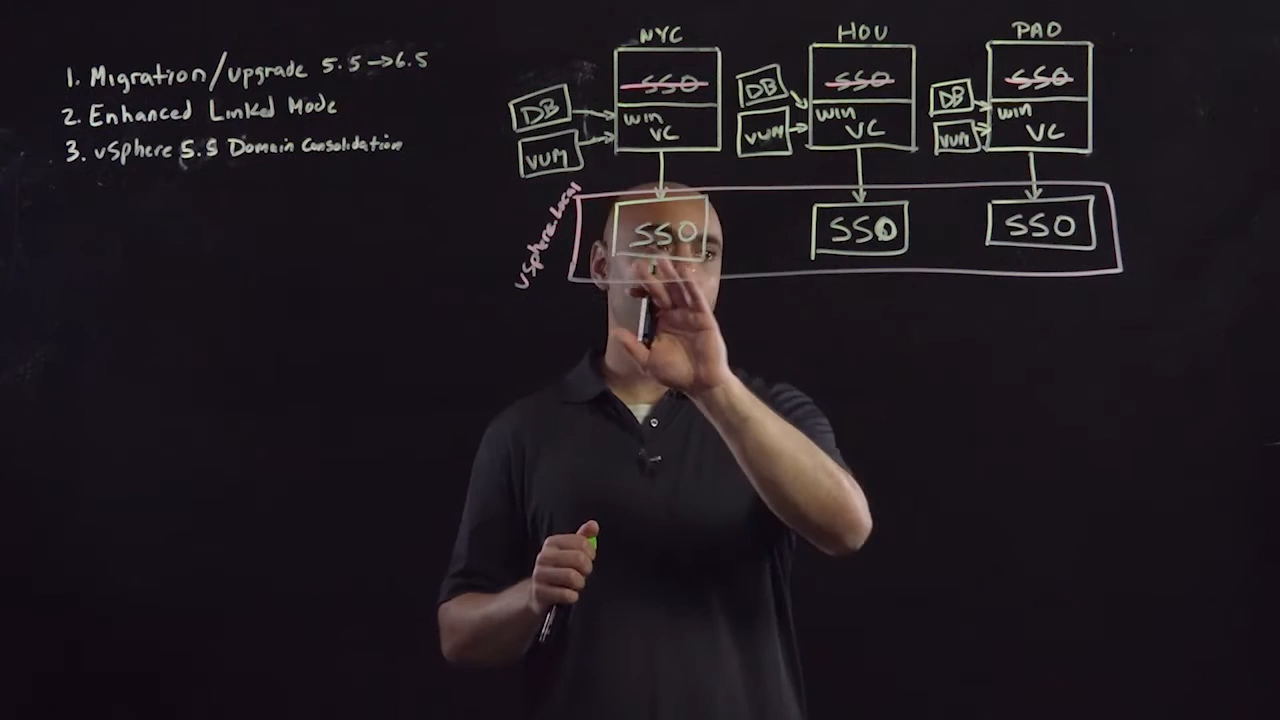 1. Migration/upgrade 5.5→6.5
2. Enhanced Linked Mode
3. vSphere 5.5 Domain Consolidation
NYC
SSO
DB
VUM
WIN
VC
HOU
SSO
DB
VUM
WIN
VC
PAO
SSO
DB
VUM
WIN
VC
vSphere.local
SSO
SSO
SSO